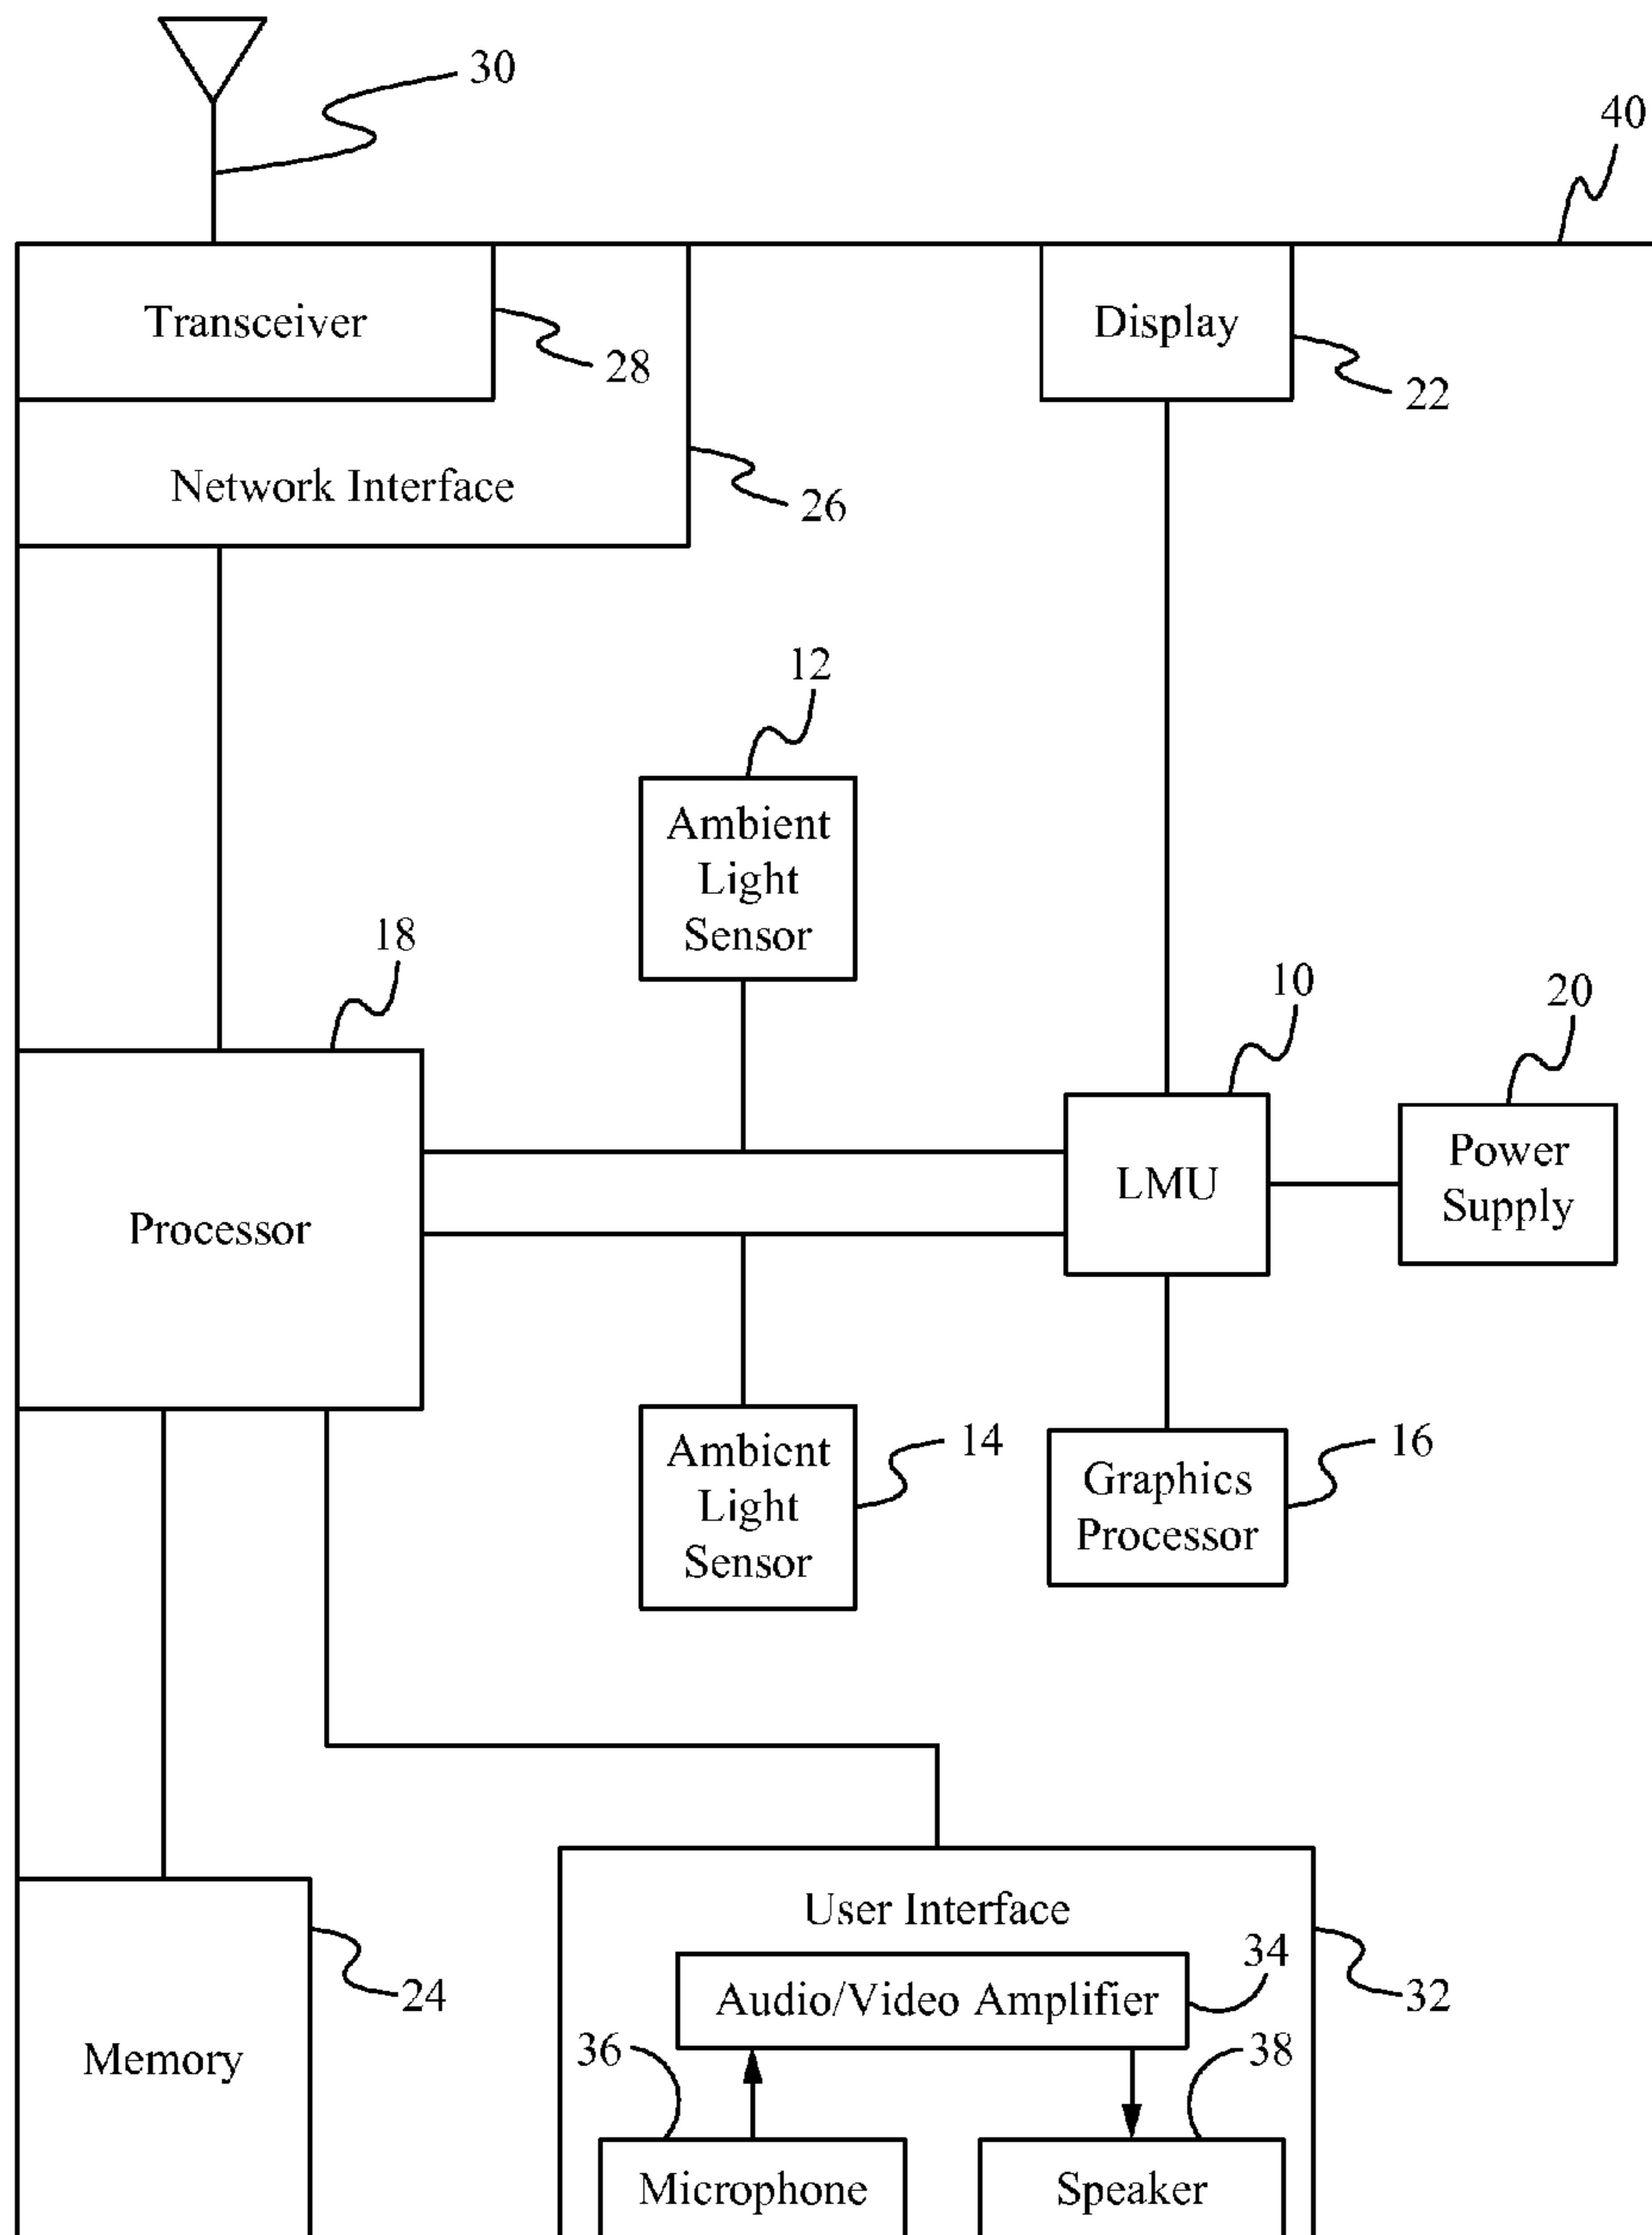 30
40
Transceiver
28
Display
22
Network Interface
26
12
Ambient
Light
Sensor
18
10
20
Processor
LMU
Power
Supply
Ambient
Light
Sensor
14
Graphics
Processor
16
User Interface
34
Audio/Video Amplifier
24
32
Memory
36
38
Microphone
Speaker